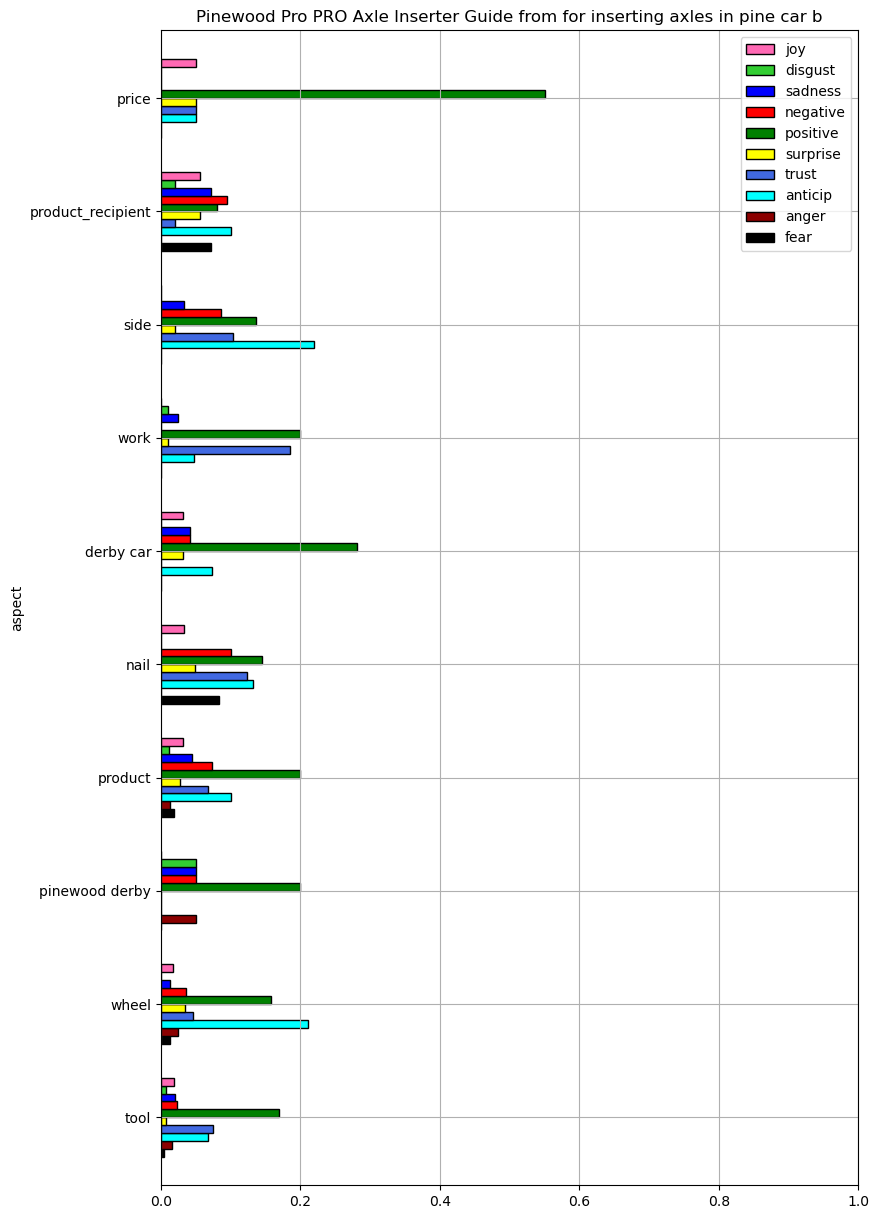 Pinewood Pro PRO Axle Inserter Guide from for inserting axles in pine car b
joy
disgust
sadness
negative
positive
surprise
trust
anticip
anger
fear
price
product_recipient
side
work
derby car
nail
product
pinewood derby
wheel
tool
aspect
0.0 0.2 0.4 0.6 0.8 1.0